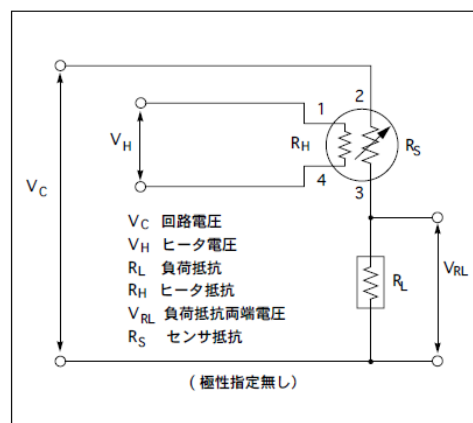 2
1
VH
RH
RS
4
3
VC
VC 回路電圧
VH ヒータ電圧
RL 負荷抵抗
RH ヒータ抵抗
VRL 負荷抵抗両端電圧
RS センサ抵抗
RL
VRL
(極性指定無し)